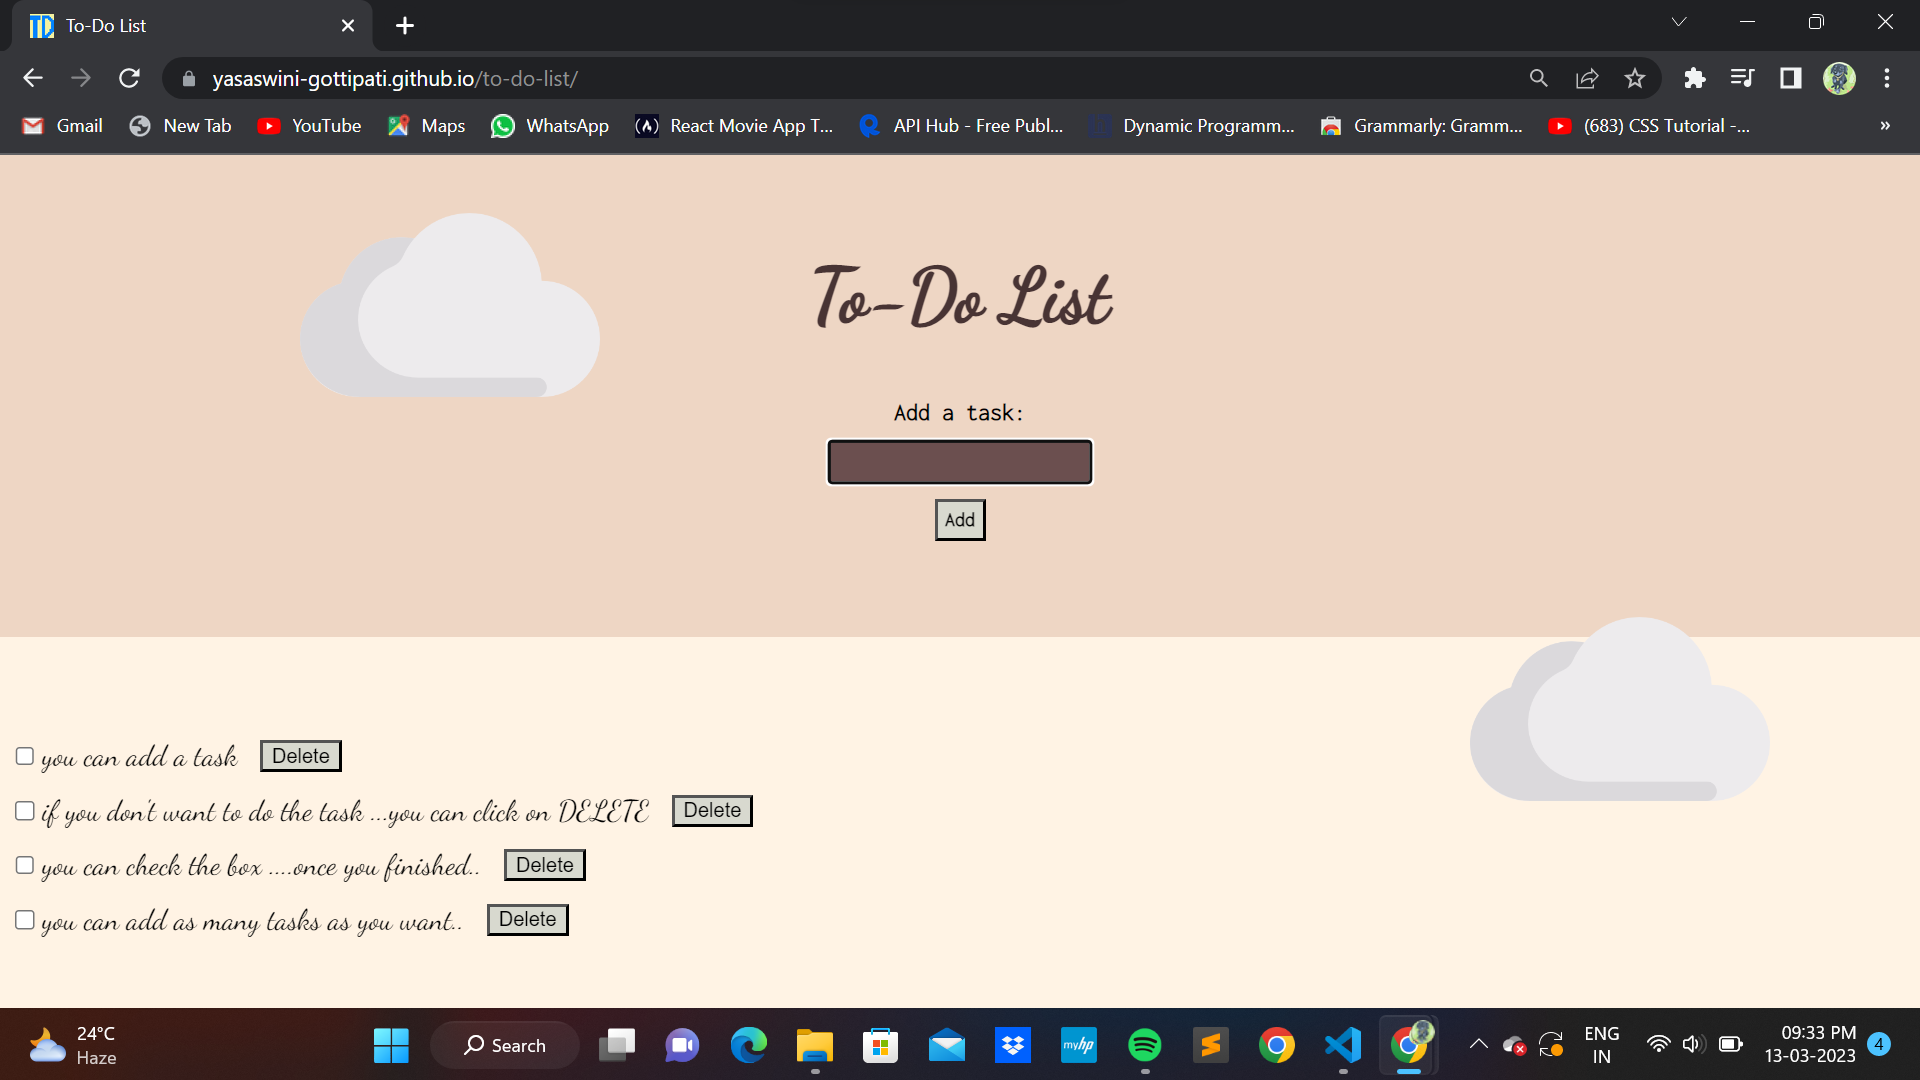 TD To-Do List
yasaswini-gottipati.github.io/to-do-list/
Gmail New Tab YouTube Maps WhatsApp React Movie App T... API Hub - Free Publ... Dynamic Programm... Grammarly: Gramm... (683) CSS Tutorial -... »
To-Do List
Add a task:
Add
you can add a task Delete
if you don't want to do the task ...you can click on DELETE Delete
you can check the box ....once you finished.. Delete
you can add as many tasks as you want.. Delete
24°C
Haze
Search
myhp
ENG
IN
09:33 PM
13-03-2023
4